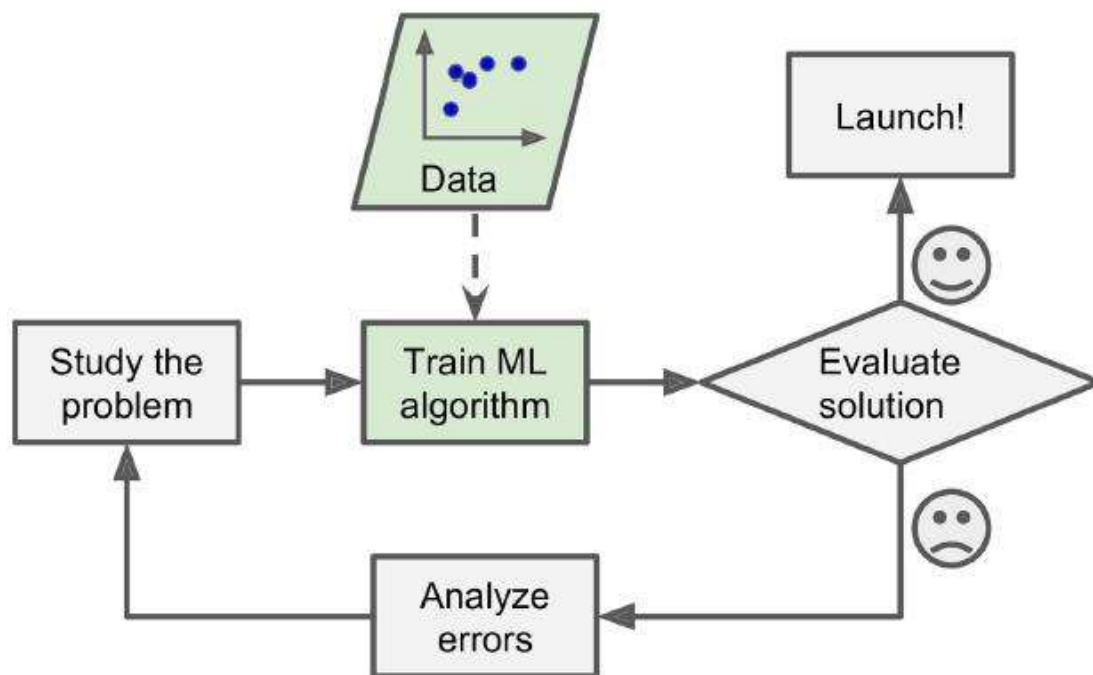 Data
Launch!
Study the
problem
Train ML
algorithm
Evaluate
solution
Analyze
errors